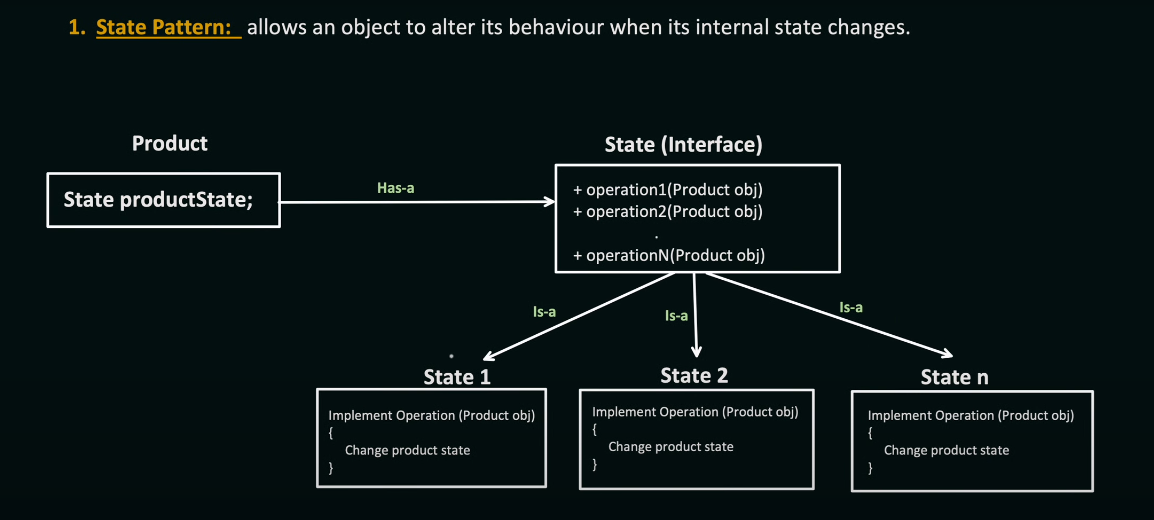 1. State Pattern: allows an object to alter its behaviour when its internal state changes.
Product
State productState;
Has-a
State (Interface)
+ operation1(Product obj)
+ operation2(Product obj)
.
+ operationN(Product obj)
Is-a
Is-a
Is-a
State 1
Implement Operation (Product obj)
{
Change product state
}
State 2
Implement Operation (Product obj)
{
Change product state
}
State n
Implement Operation (Product obj)
{
Change product state
}